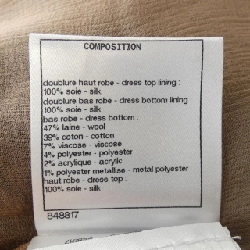 COMPOSITION
doublure haut robe - dress top lining :
100% soie - silk
doublure bas robe - dress bottom lining
100% soie - silk
bas robe - dress bottom :
47% laine - wool
39% coton - cotton
7% viscose - viscose
4% polyester - polyester
2% acrylique - acrylic
1% polyester metallise - metal polyester
haut robe - dress top :
100% soie - silk
848817